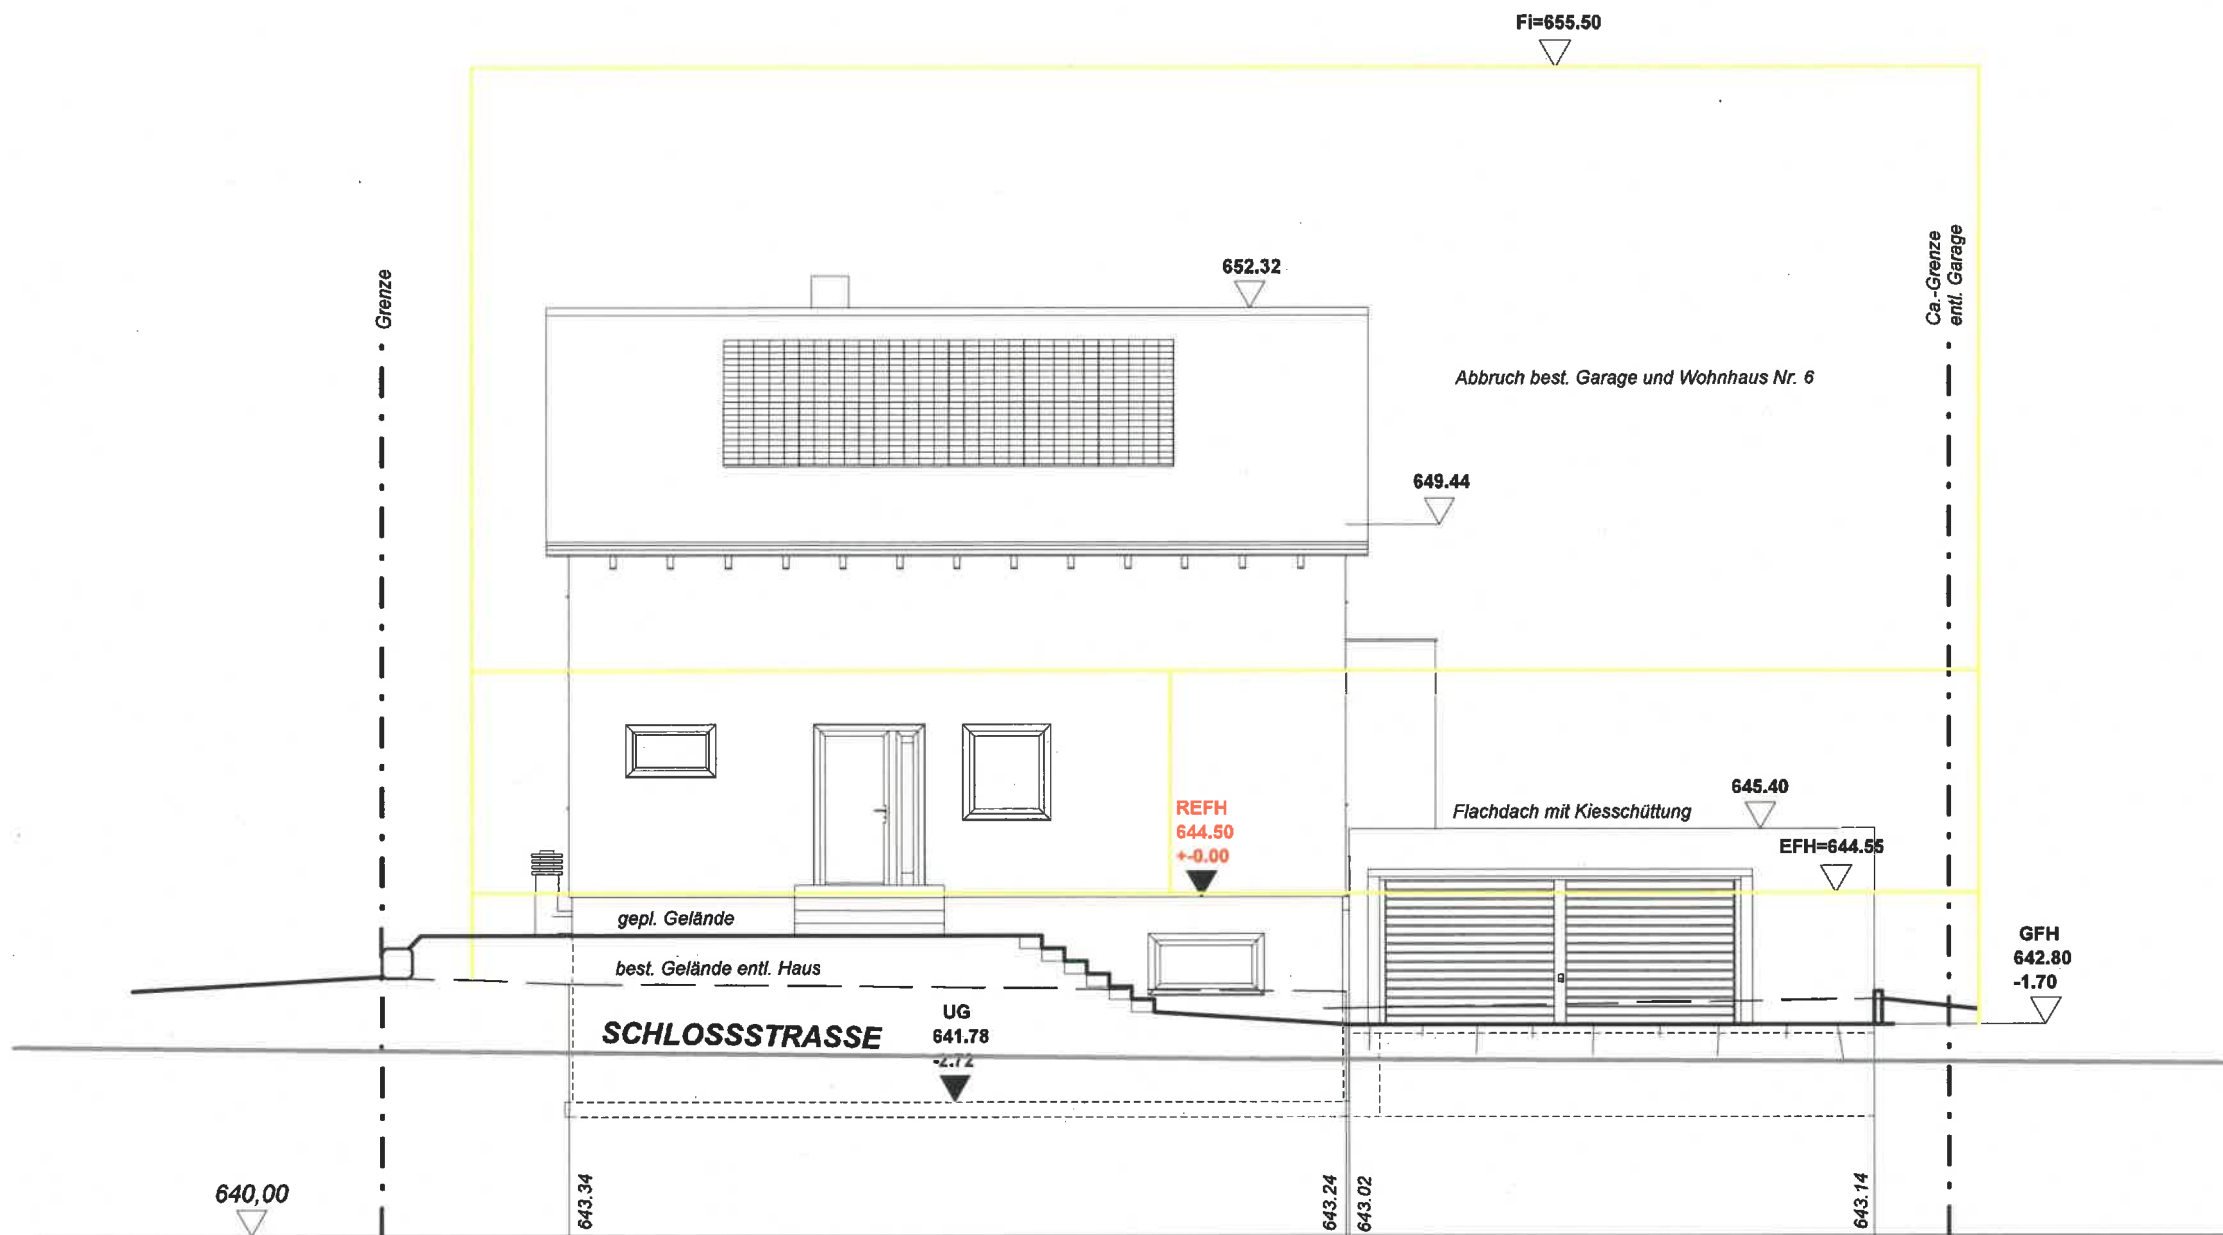 Fi=655.50
Grenze
652.32
Ca.-Grenze
entl. Garage
Abbruch best. Garage und Wohnhaus Nr. 6
649.44
REFH
644.50
+-0.00
645.40
Flachdach mit Kiesschüttung
EFH=644.55
gepl. Gelände
best. Gelände entl. Haus
GFH
642.80
-1.70
SCHLOSSSTRASSE
UG
641.78
-2.72
640,00
643.34
643.24
643.02
643.14